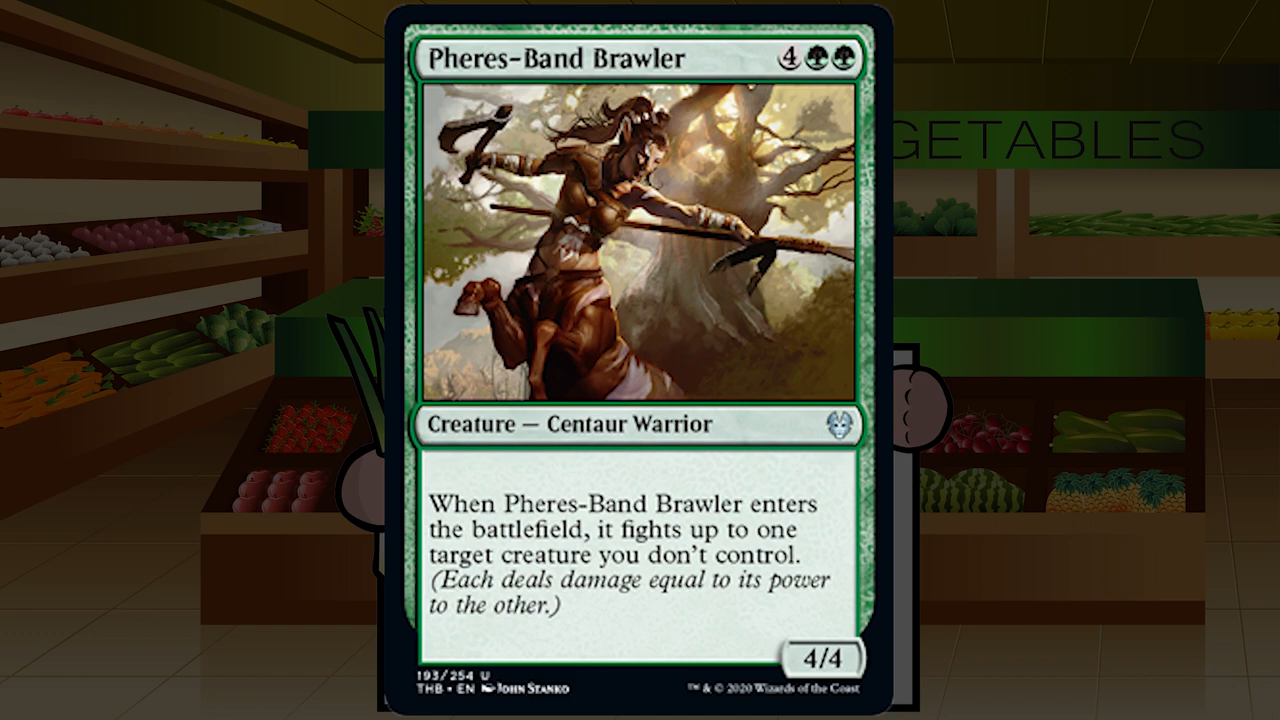 Pheres-Band Brawler 4
GETABLES
Creature — Centaur Warrior
When Pheres-Band Brawler enters
the battlefield, it fights up to one
target creature you don't control.
(Each deals damage equal to its power
to the other.)
4/4
193/254 U
THB • EN John Stanko
™ & © 2020 Wizards of the Coast